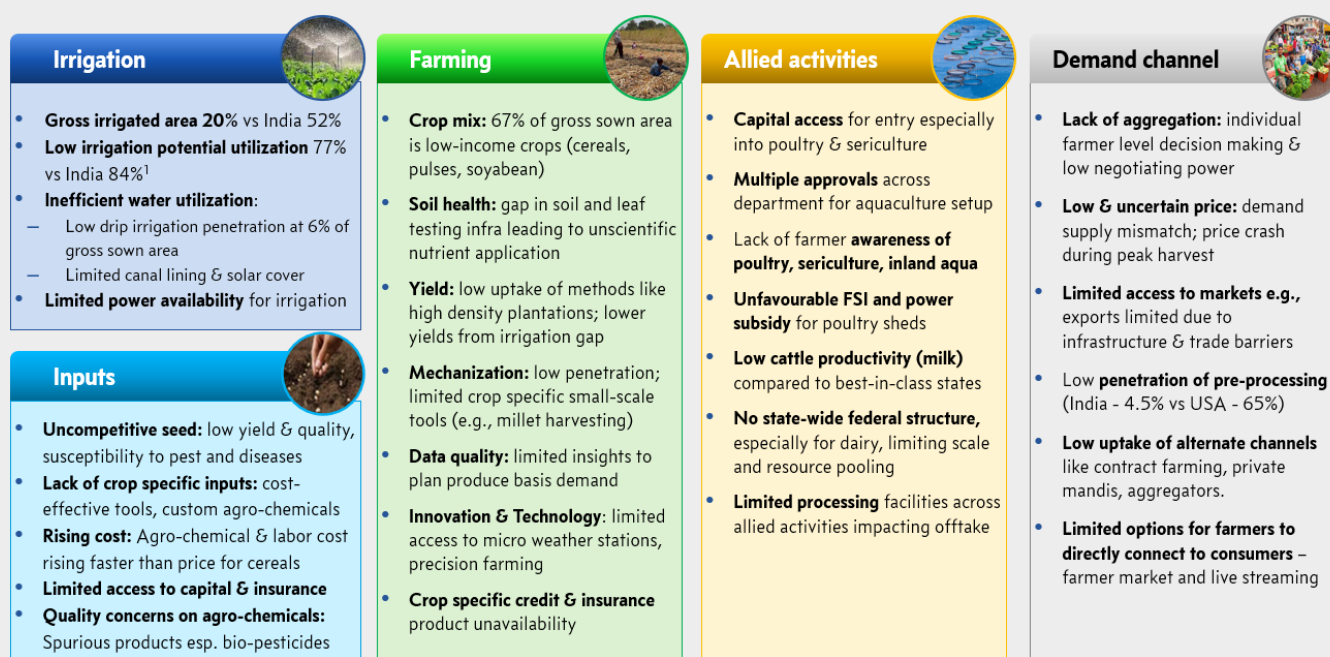 Irrigation
• Gross irrigated area 20% vs India 52%
• Low irrigation potential utilization 77%
vs India 84%¹
• Inefficient water utilization:
– Low drip irrigation penetration at 6% of
gross sown area
– Limited canal lining & solar cover
• Limited power availability for irrigation
Inputs
• Uncompetitive seed: low yield & quality,
susceptibility to pest and diseases
• Lack of crop specific inputs: cost-
effective tools, custom agro-chemicals
• Rising cost: Agro-chemical & labor cost
rising faster than price for cereals
• Limited access to capital & insurance
• Quality concerns on agro-chemicals:
Spurious products esp. bio-pesticides
Farming
• Crop mix: 67% of gross sown area
is low-income crops (cereals,
pulses, soyabean)
• Soil health: gap in soil and leaf
testing infra leading to unscientific
nutrient application
• Yield: low uptake of methods like
high density plantations; lower
yields from irrigation gap
• Mechanization: low penetration;
limited crop specific small-scale
tools (e.g., millet harvesting)
• Data quality: limited insights to
plan produce basis demand
• Innovation & Technology: limited
access to micro weather stations,
precision farming
• Crop specific credit & insurance
product unavailability
Allied activities
• Capital access for entry especially
into poultry & sericulture
• Multiple approvals across
department for aquaculture setup
• Lack of farmer awareness of
poultry, sericulture, inland aqua
• Unfavourable FSI and power
subsidy for poultry sheds
• Low cattle productivity (milk)
compared to best-in-class states
• No state-wide federal structure,
especially for dairy, limiting scale
and resource pooling
• Limited processing facilities across
allied activities impacting offtake
Demand channel
• Lack of aggregation: individual
farmer level decision making &
low negotiating power
• Low & uncertain price: demand
supply mismatch; price crash
during peak harvest
• Limited access to markets e.g.,
exports limited due to
infrastructure & trade barriers
• Low penetration of pre-processing
(India - 4.5% vs USA - 65%)
• Low uptake of alternate channels
like contract farming, private
mandis, aggregators.
• Limited options for farmers to
directly connect to consumers –
farmer market and live streaming